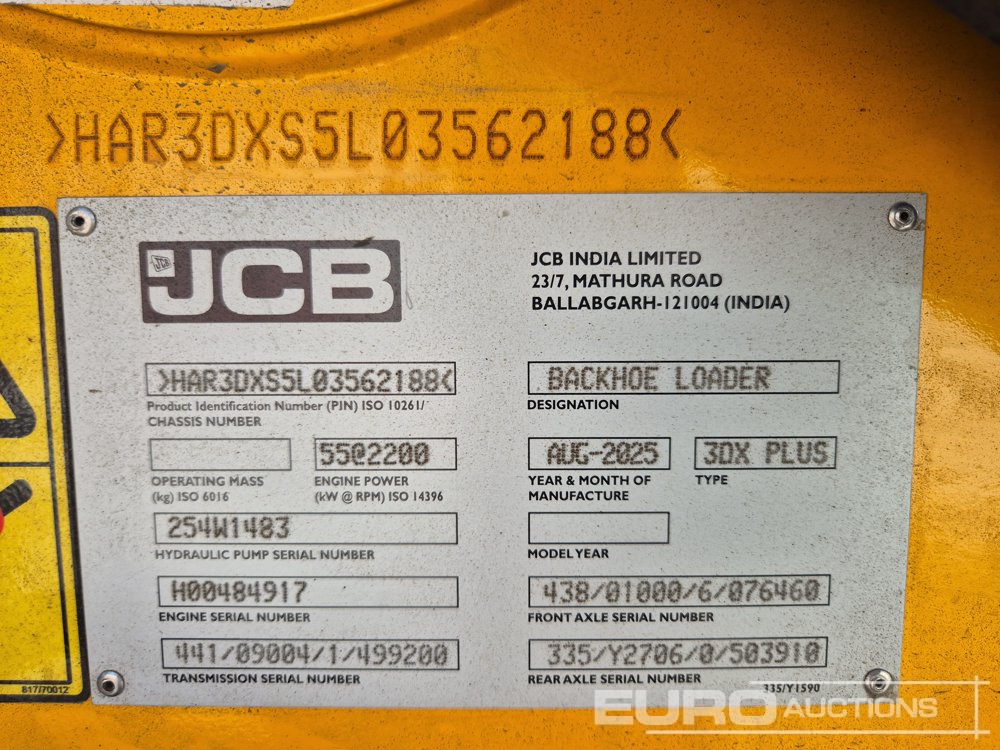 >HAR3DXS5L03562188<
JCB
JCB INDIA LIMITED
23/7, MATHURA ROAD
BALLABGARH-121004 (INDIA)
>HAR3DXS5L03562188<
Product Identification Number (PIN) ISO 10261/
CHASSIS NUMBER
BACKHOE LOADER
DESIGNATION
OPERATING MASS
(kg) ISO 6016
55@2200
ENGINE POWER
(kW @ RPM) ISO 14396
AUG-2025
YEAR & MONTH OF
MANUFACTURE
3DX PLUS
TYPE
254W1483
HYDRAULIC PUMP SERIAL NUMBER
MODEL YEAR
H00484917
ENGINE SERIAL NUMBER
438/01000/6/076460
FRONT AXLE SERIAL NUMBER
441/09004/1/499200
TRANSMISSION SERIAL NUMBER
335/Y2706/0/503910
REAR AXLE SERIAL NUMBER
335/Y1590
817/70012
EURO AUCTIONS